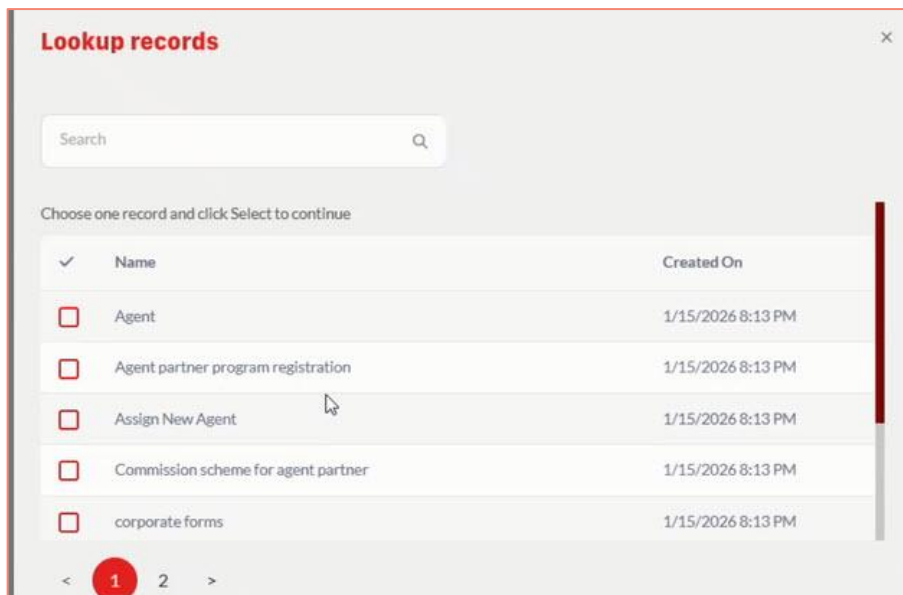 Lookup records
Search
Choose one record and click Select to continue
Name Created On
Agent 1/15/2026 8:13 PM
Agent partner program registration 1/15/2026 8:13 PM
Assign New Agent 1/15/2026 8:13 PM
Commission scheme for agent partner 1/15/2026 8:13 PM
corporate forms 1/15/2026 8:13 PM
< 1 2 >